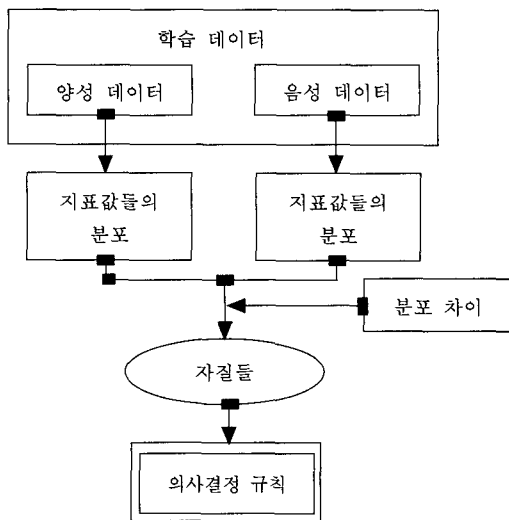 학습 데이터
양성 데이터
음성 데이터
지표값들의
분포
지표값들의
분포
분포 차이
자질들
의사결정 규칙